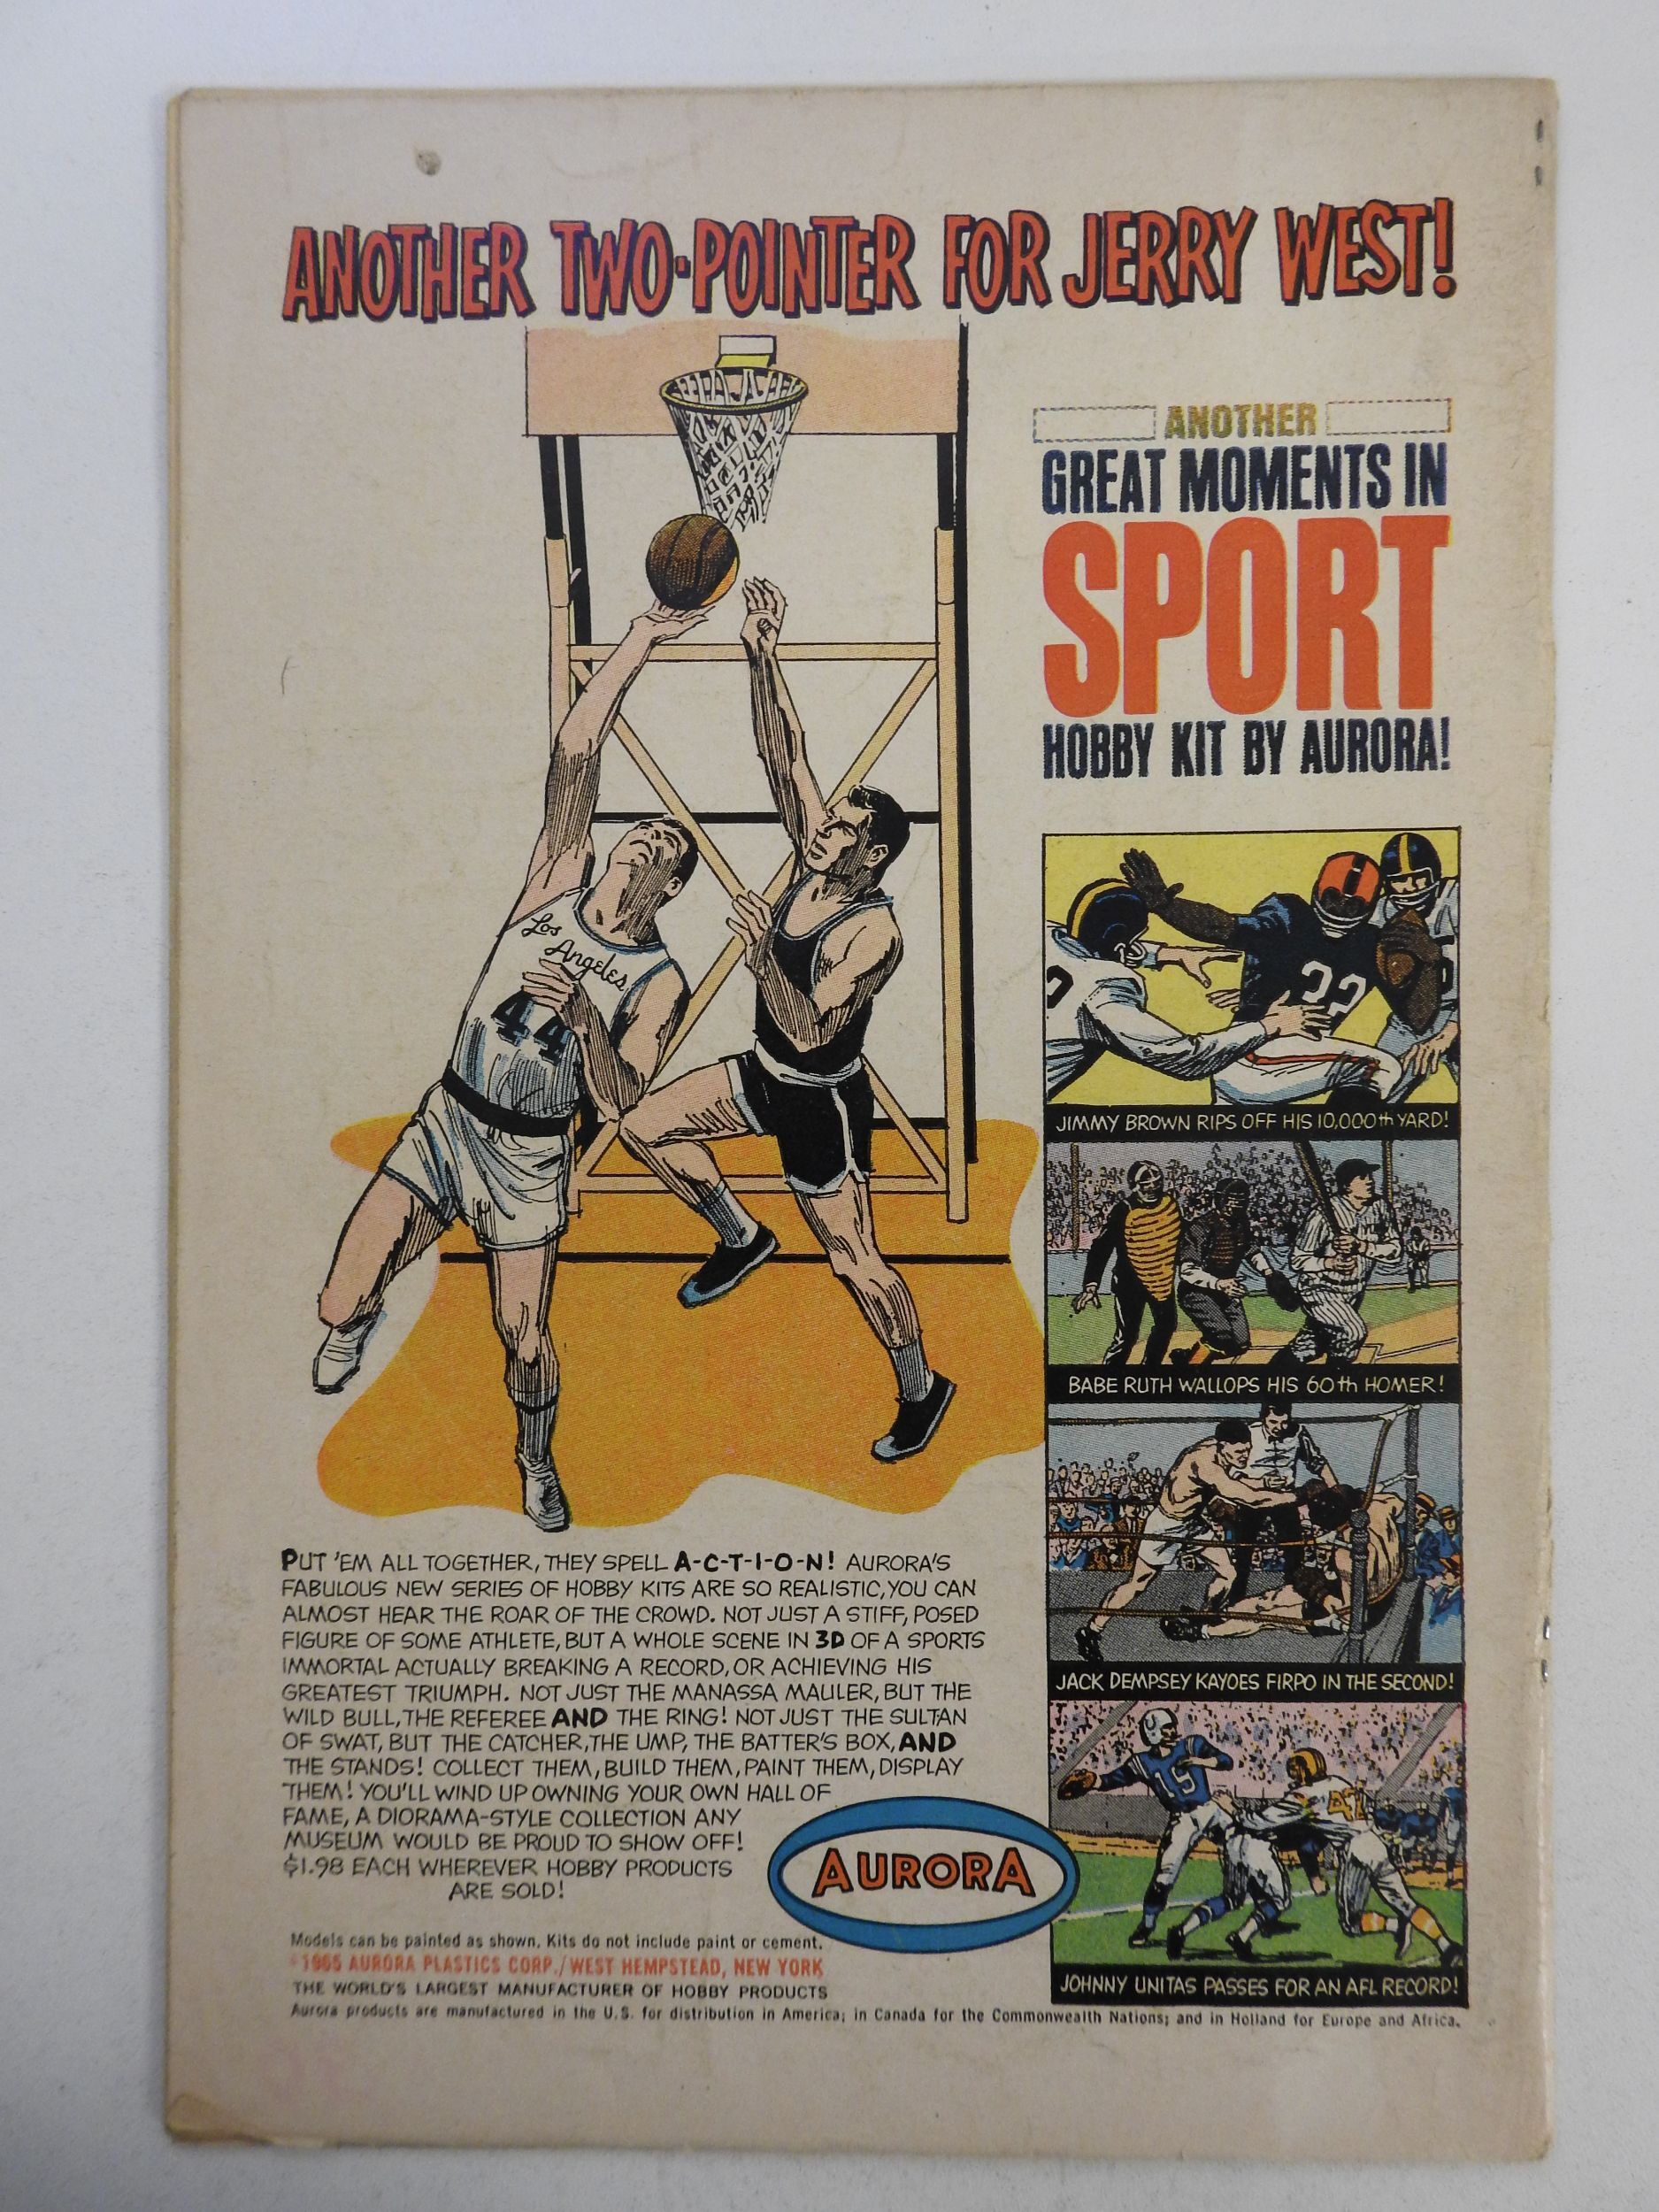 ANOTHER TWO-POINTER FOR JERRY WEST!
ANOTHER
GREAT MOMENTS IN
SPORT
HOBBY KIT BY AURORA!
Los
Angeles
44
32
JIMMY BROWN RIPS OFF HIS 10,000th YARD!
BABE RUTH WALLOPS HIS 60th HOMER!
JACK DEMPSEY KAYOES FIRPO IN THE SECOND!
JOHNNY UNITAS PASSES FOR AN AFL RECORD!
PUT 'EM ALL TOGETHER, THEY SPELL A-C-T-I-O-N! AURORA'S
FABULOUS NEW SERIES OF HOBBY KITS ARE SO REALISTIC, YOU CAN
ALMOST HEAR THE ROAR OF THE CROWD. NOT JUST A STIFF, POSED
FIGURE OF SOME ATHLETE, BUT A WHOLE SCENE IN 3D OF A SPORTS
IMMORTAL ACTUALLY BREAKING A RECORD, OR ACHIEVING HIS
GREATEST TRIUMPH. NOT JUST THE MANASSA MAULER, BUT THE
WILD BULL, THE REFEREE AND THE RING! NOT JUST THE SULTAN
OF SWAT, BUT THE CATCHER, THE UMP, THE BATTER'S BOX, AND
THE STANDS! COLLECT THEM, BUILD THEM, PAINT THEM, DISPLAY
THEM! YOU'LL WIND UP OWNING YOUR OWN HALL OF
FAME, A DIORAMA-STYLE COLLECTION ANY
MUSEUM WOULD BE PROUD TO SHOW OFF!
$1.98 EACH WHEREVER HOBBY PRODUCTS
ARE SOLD!
AURORA
Models can be painted as shown. Kits do not include paint or cement.
©1965 AURORA PLASTICS CORP./WEST HEMPSTEAD, NEW YORK
THE WORLD'S LARGEST MANUFACTURER OF HOBBY PRODUCTS
Aurora products are manufactured in the U.S. for distribution in America; in Canada for the Commonwealth Nations; and in Holland for Europe and Africa.